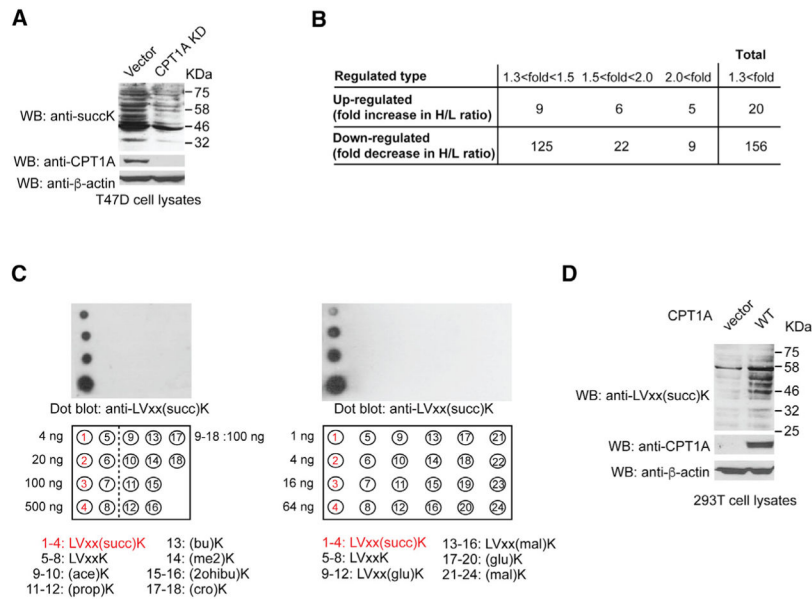 A
Vector
CPT1A KD
KDa
75
58
46
32
WB: anti-succK
WB: anti-CPT1A
WB: anti-β-actin
T47D cell lysates
B
Total
Regulated type 1.3<fold<1.5 1.5<fold<2.0 2.0<fold 1.3<fold
Up-regulated
(fold increase in H/L ratio) 9 6 5 20
Down-regulated
(fold decrease in H/L ratio) 125 22 9 156
C
Dot blot: anti-LVxx(succ)K
4 ng 1 5 9 13 17 9-18 :100 ng
20 ng 2 6 10 14 18
100 ng 3 7 11 15
500 ng 4 8 12 16
1-4: LVxx(succ)K 13: (bu)K
5-8: LVxxK 14: (me2)K
9-10: (ace)K 15-16: (2ohibu)K
11-12: (prop)K 17-18: (cro)K
Dot blot: anti-LVxx(succ)K
1 ng 1 5 9 13 17 21
4 ng 2 6 10 14 18 22
16 ng 3 7 11 15 19 23
64 ng 4 8 12 16 20 24
1-4: LVxx(succ)K 13-16: LVxx(mal)K
5-8: LVxxK 17-20: (glu)K
9-12: LVxx(glu)K 21-24: (mal)K
D
CPT1A vector WT
KDa
75
58
46
32
25
WB: anti-LVxx(succ)K
WB: anti-CPT1A
WB: anti-β-actin
293T cell lysates